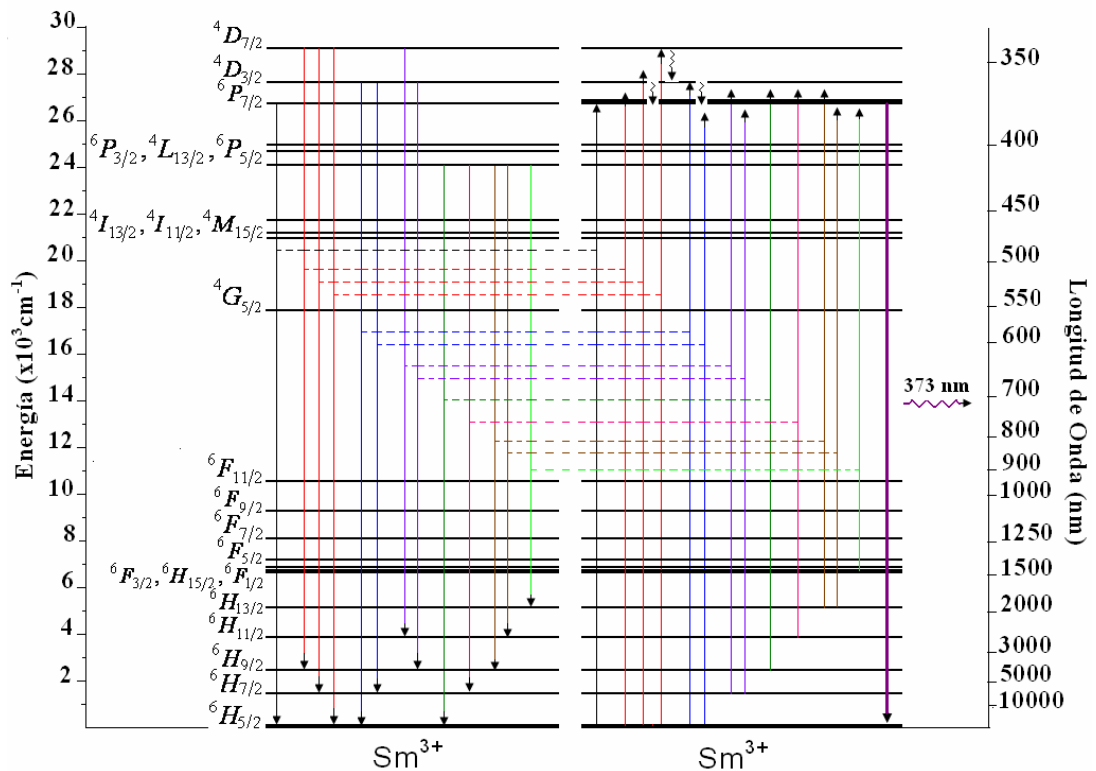 Energía (x10³cm⁻¹)
30
28
26
24
22
20
18
16
14
12
10
8
6
4
2
⁴D₇/₂
⁴D₃/₂
⁶P₇/₂
⁶P₃/₂, ⁴L₁₃/₂, ⁶P₅/₂
⁴I₁₃/₂, ⁴I₁₁/₂, ⁴M₁₅/₂
⁴G₅/₂
⁶F₁₁/₂
⁶F₉/₂
⁶F₇/₂
⁶F₅/₂
⁶F₃/₂, ⁶H₁₅/₂, ⁶F₁/₂
⁶H₁₃/₂
⁶H₁₁/₂
⁶H₉/₂
⁶H₇/₂
⁶H₅/₂
Sm³⁺
Sm³⁺
373 nm
350
400
450
500
550
600
700
800
900
1000
1250
1500
2000
3000
5000
10000
Longitud de Onda (nm)